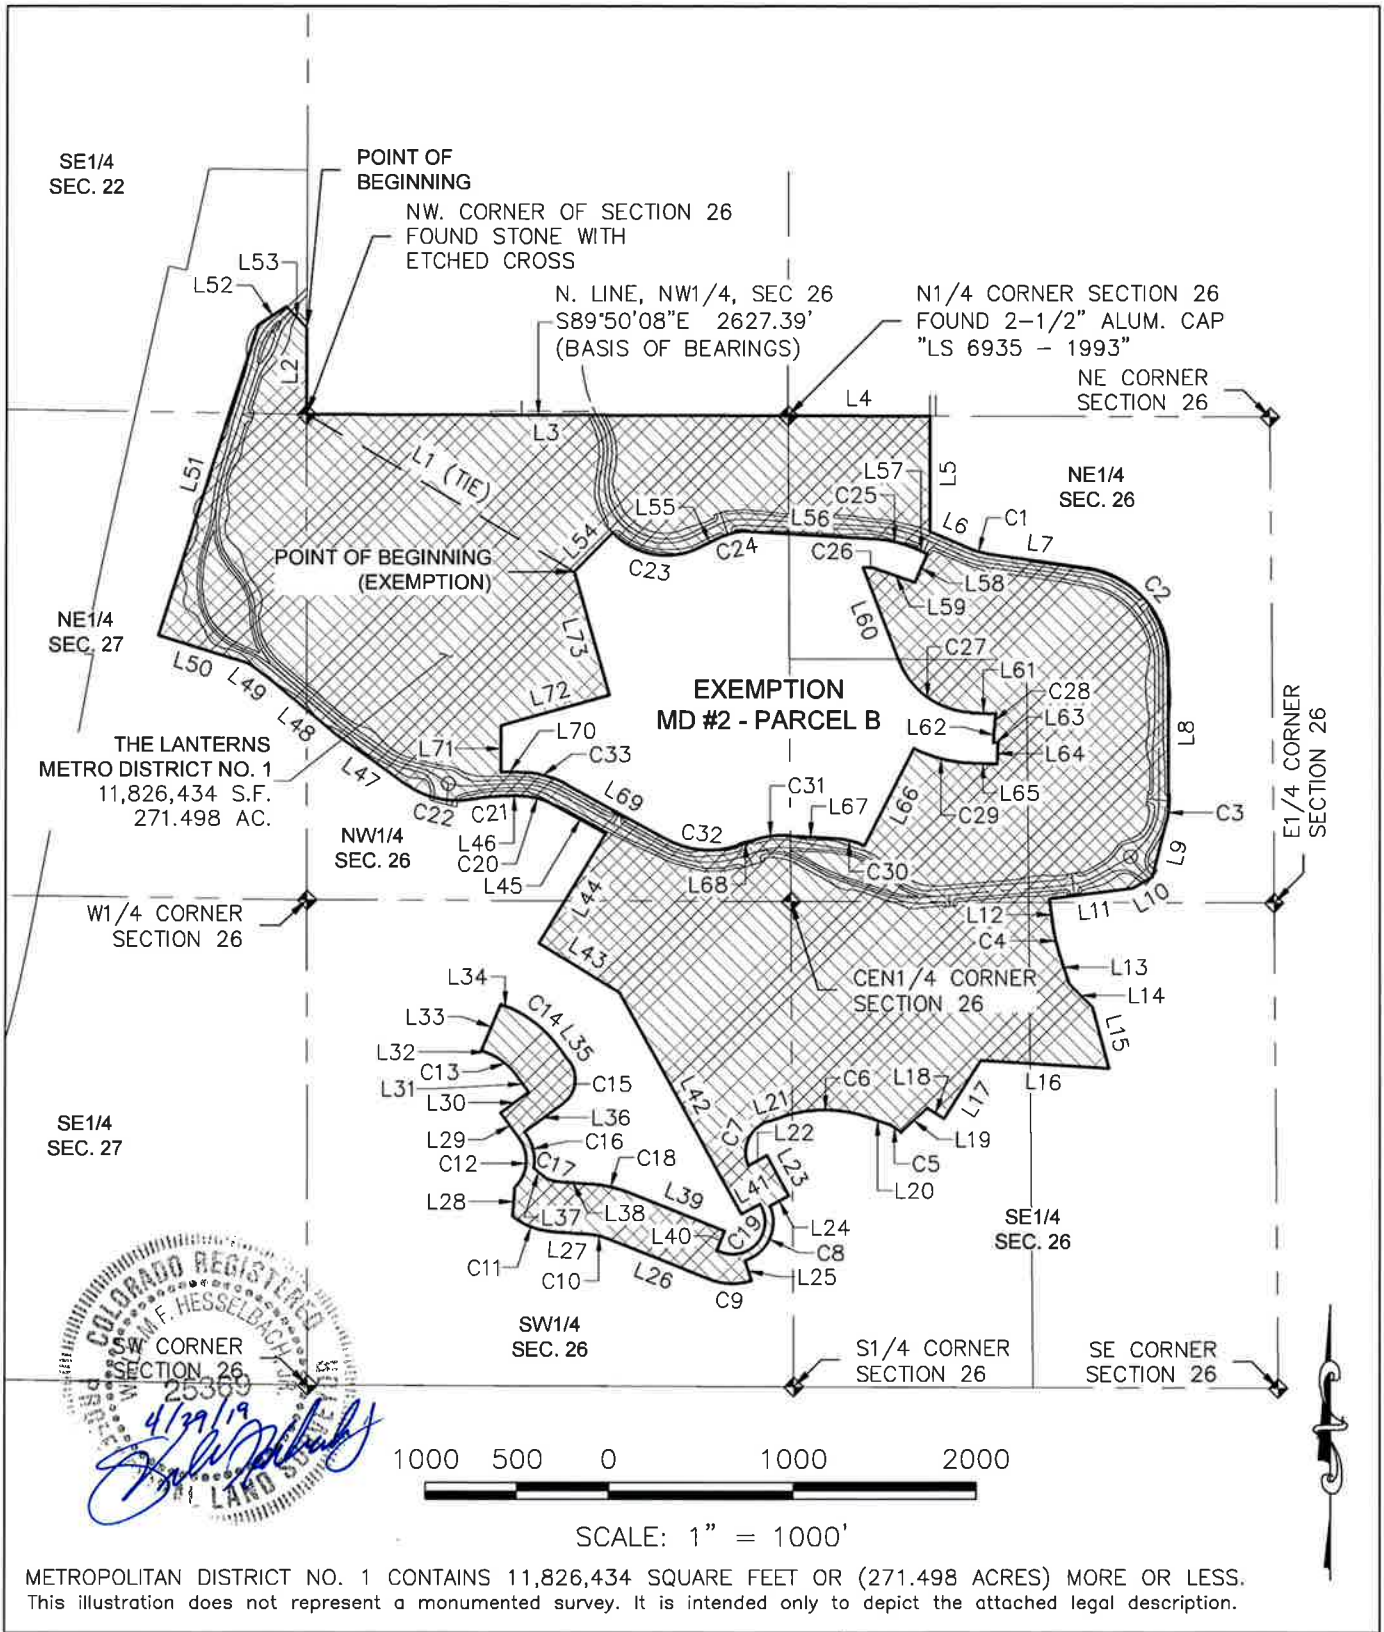 SE1/4
SEC. 22
POINT OF
BEGINNING
NW. CORNER OF SECTION 26
FOUND STONE WITH
ETCHED CROSS
L53
L52
N. LINE, NW1/4, SEC 26
S89°50'08"E 2627.39'
(BASIS OF BEARINGS)
N1/4 CORNER SECTION 26
FOUND 2-1/2" ALUM. CAP
"LS 6935 - 1993"
NE CORNER
SECTION 26
L2
L4
L3
L1 (TIE)
L51
L57
C25
L5
NE1/4
SEC. 26
L55
L56
L6
C1
L7
L54
C24
C26
C23
POINT OF BEGINNING
(EXEMPTION)
L58
L59
C2
NE1/4
SEC. 27
L60
L73
C27
L50
L49
L61
L72
EXEMPTION
MD #2 - PARCEL B
C28
L62
L63
L48
L70
L64
L71
C33
L8
E1/4 CORNER
SECTION 26
THE LANTERNS
METRO DISTRICT NO. 1
11,826,434 S.F.
271.498 AC.
L47
C31
L67
L66
L65
C29
L69
C3
C21
C22
C32
NW1/4
SEC. 26
L46
C20
L45
L68
C30
L9
L10
L11
L12
L44
W1/4 CORNER
SECTION 26
C4
L43
CEN1/4 CORNER
SECTION 26
L13
L14
L34
C14
L33
L35
L15
L32
C13
L31
C15
C6
L18
L16
L30
L42
L21
L17
L36
SE1/4
SEC. 27
L29
C16
C7
L22
L19
C12
C17
C18
L23
C5
L28
L39
L41
L20
L37
L38
L40
C19
L24
SE1/4
SEC. 26
C8
L27
C11
C10
L26
L25
C9
SW1/4
SEC. 26
COLORADO REGISTERED
WILLIAM F. HESSELBACH, JR.
25369
PROFESSIONAL LAND SURVEYOR
4/29/19
SW CORNER
SECTION 26
S1/4 CORNER
SECTION 26
SE CORNER
SECTION 26
1000 500 0 1000 2000
SCALE: 1" = 1000'
METROPOLITAN DISTRICT NO. 1 CONTAINS 11,826,434 SQUARE FEET OR (271.498 ACRES) MORE OR LESS.
This illustration does not represent a monumented survey. It is intended only to depict the attached legal description.